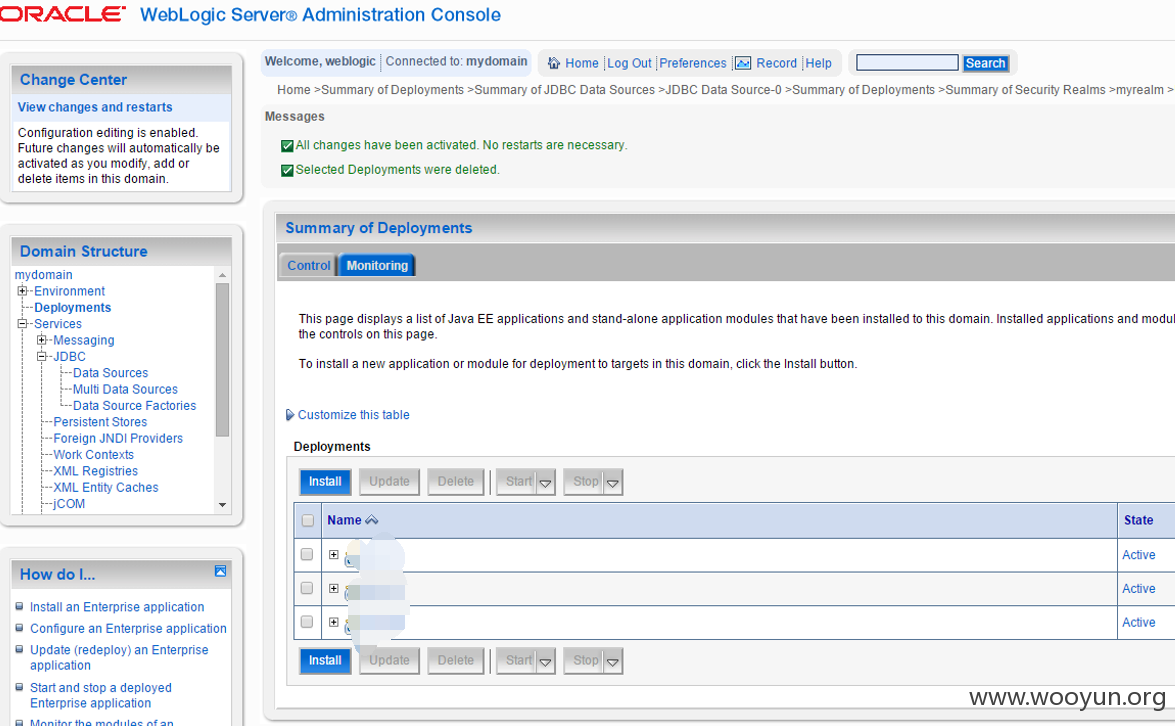 ORACLE WebLogic Server® Administration Console
Change Center
View changes and restarts
Configuration editing is enabled.
Future changes will automatically be
activated as you modify, add or
delete items in this domain.
Domain Structure
mydomain
Environment
Deployments
Services
Messaging
JDBC
Data Sources
Multi Data Sources
Data Source Factories
Persistent Stores
Foreign JNDI Providers
Work Contexts
XML Registries
XML Entity Caches
jCOM
How do I...
Install an Enterprise application
Configure an Enterprise application
Update (redeploy) an Enterprise
application
Start and stop a deployed
Enterprise application
Monitor the modules of an
Welcome, weblogic Connected to: mydomain
Home Log Out Preferences Record Help Search
Home >Summary of Deployments >Summary of JDBC Data Sources >JDBC Data Source-0 >Summary of Deployments >Summary of Security Realms >myrealm >
Messages
All changes have been activated. No restarts are necessary.
Selected Deployments were deleted.
Summary of Deployments
Control Monitoring
This page displays a list of Java EE applications and stand-alone application modules that have been installed to this domain. Installed applications and modul
the controls on this page.
To install a new application or module for deployment to targets in this domain, click the Install button.
Customize this table
Deployments
Install Update Delete Start Stop
Name State
Active
Active
Active
Install Update Delete Start Stop
www.wooyun.org